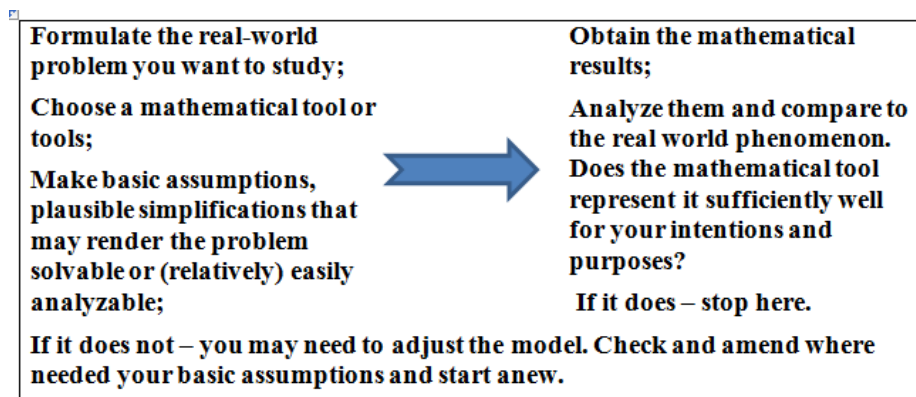 Formulate the real-world
problem you want to study;
Choose a mathematical tool or
tools;
Make basic assumptions,
plausible simplifications that
may render the problem
solvable or (relatively) easily
analyzable;
Obtain the mathematical
results;
Analyze them and compare to
the real world phenomenon.
Does the mathematical tool
represent it sufficiently well
for your intentions and
purposes?
If it does – stop here.
If it does not – you may need to adjust the model. Check and amend where
needed your basic assumptions and start anew.